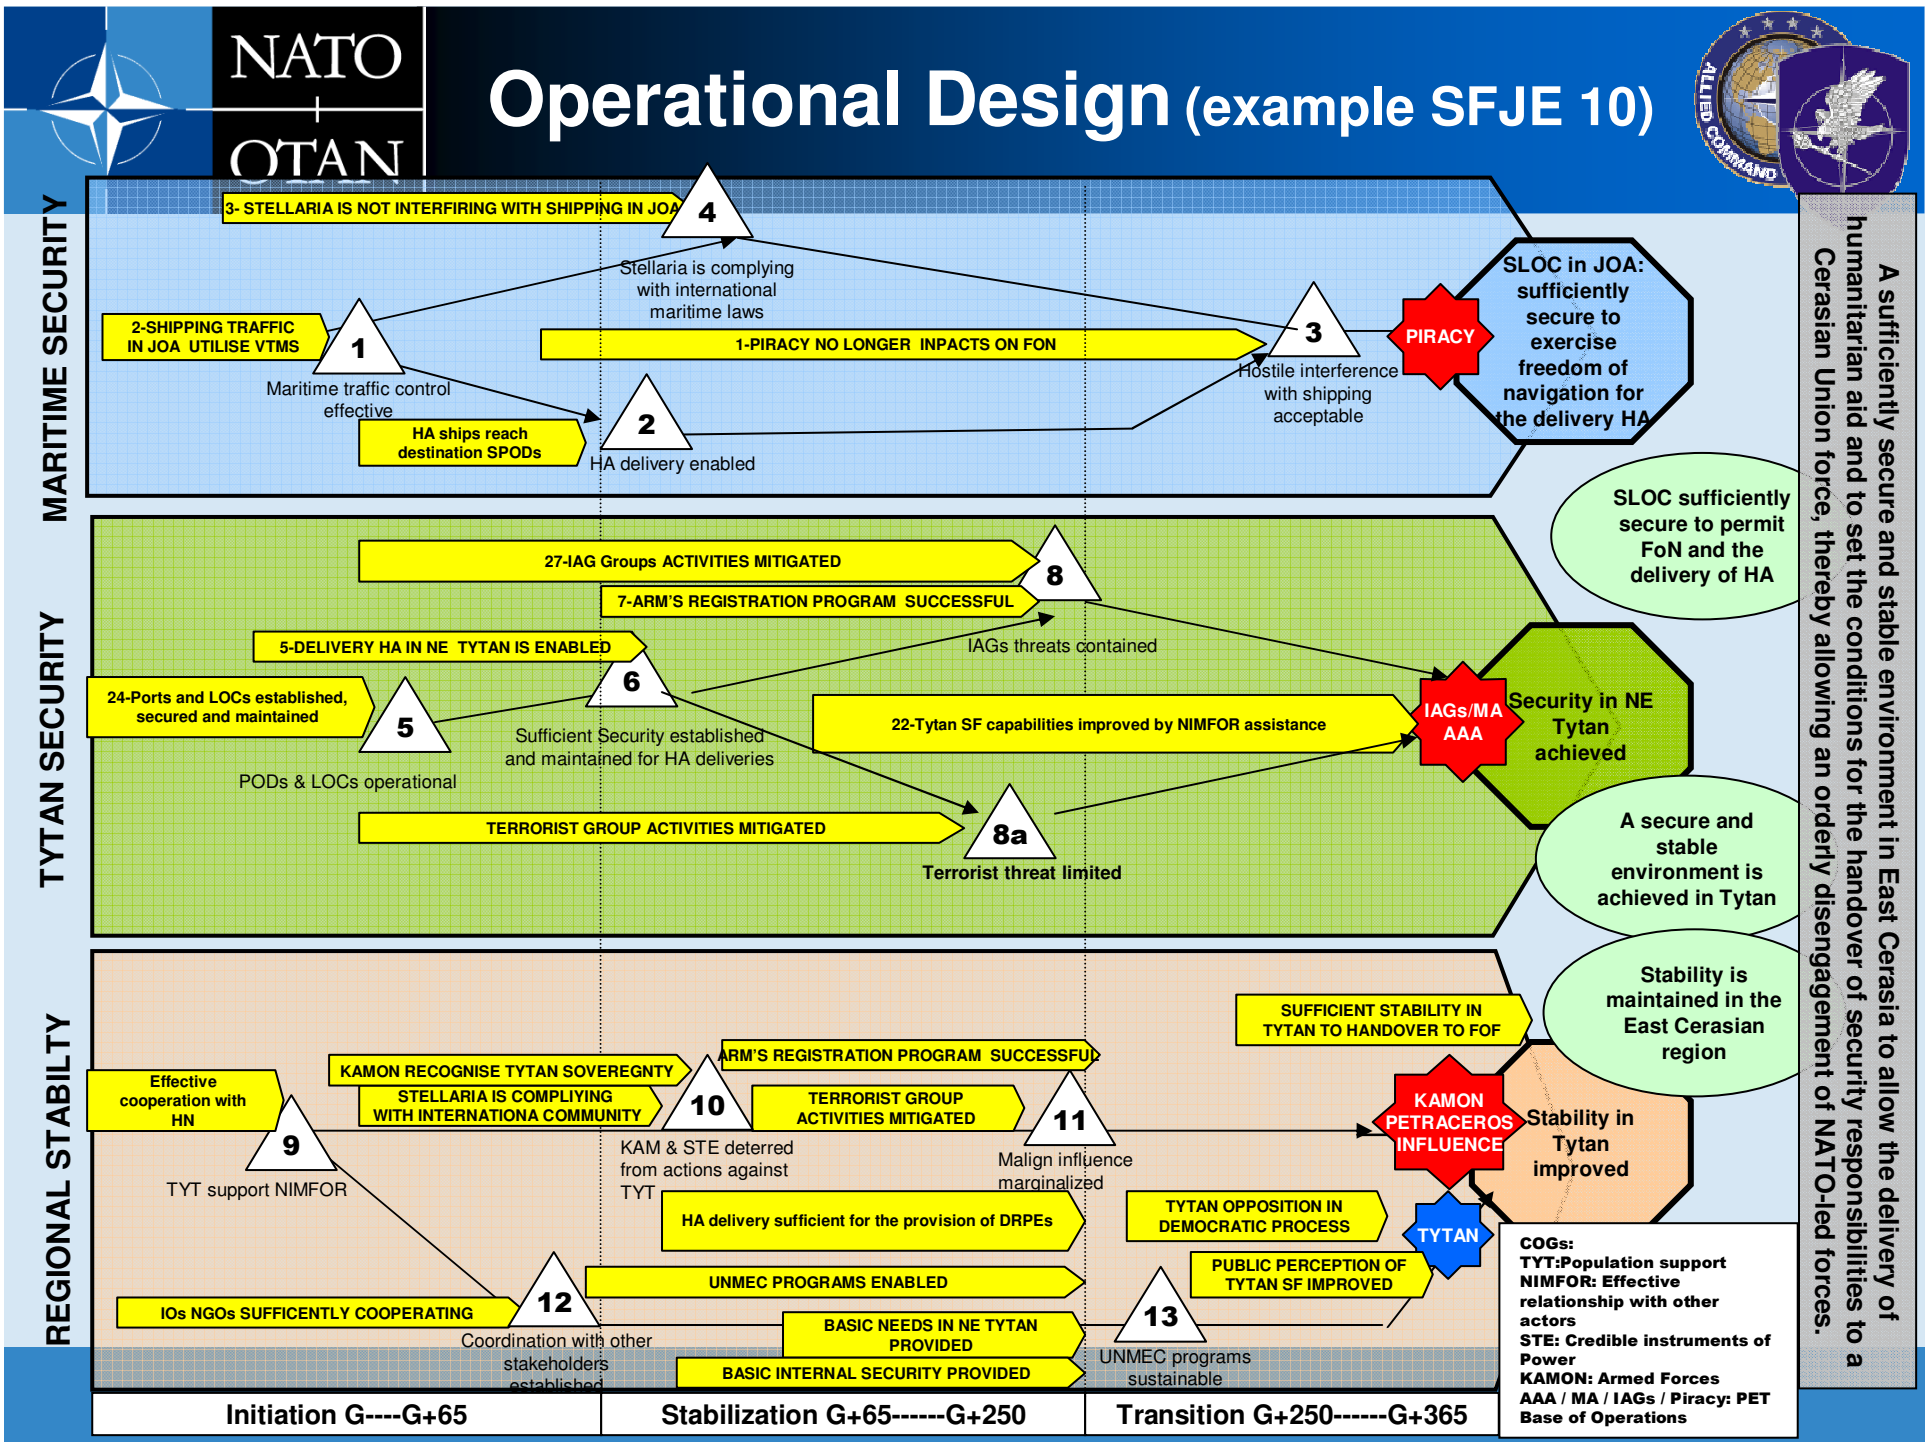 NATO
OTAN
Operational Design (example SFJE 10)
ALLIED COMMAND
MARITIME SECURITY
3- STELLARIA IS NOT INTERFIRING WITH SHIPPING IN JOA
4
Stellaria is complying
with international
maritime laws
2-SHIPPING TRAFFIC
IN JOA UTILISE VTMS
1
Maritime traffic control
effective
1-PIRACY NO LONGER INPACTS ON FON
3
Hostile interference
with shipping
acceptable
HA ships reach
destination SPODs
2
HA delivery enabled
PIRACY
SLOC in JOA:
sufficiently
secure to
exercise
freedom of
navigation for
the delivery HA
SLOC sufficiently
secure to permit
FoN and the
delivery of HA
TYTAN SECURITY
27-IAG Groups ACTIVITIES MITIGATED
8
7-ARM'S REGISTRATION PROGRAM SUCCESSFUL
IAGs threats contained
5-DELIVERY HA IN NE TYTAN IS ENABLED
6
Sufficient Security established
and maintained for HA deliveries
24-Ports and LOCs established,
secured and maintained
5
PODs & LOCs operational
22-Tytan SF capabilities improved by NIMFOR assistance
TERRORIST GROUP ACTIVITIES MITIGATED
8a
Terrorist threat limited
IAGs/MA
AAA
Security in NE
Tytan
achieved
A secure and
stable
environment is
achieved in Tytan
REGIONAL STABILTY
Stability is
maintained in the
East Cerasian
region
SUFFICIENT STABILITY IN
TYTAN TO HANDOVER TO FOF
Effective
cooperation with
HN
9
TYT support NIMFOR
KAMON RECOGNISE TYTAN SOVEREGNTY
STELLARIA IS COMPLIYING
WITH INTERNATIONA COMMUNITY
10
KAM & STE deterred
from actions against
TYT
ARM'S REGISTRATION PROGRAM SUCCESSFUL
TERRORIST GROUP
ACTIVITIES MITIGATED
11
Malign influence
marginalized
KAMON
PETRACEROS
INFLUENCE
Stability in
Tytan
improved
HA delivery sufficient for the provision of DRPEs
TYTAN OPPOSITION IN
DEMOCRATIC PROCESS
TYTAN
PUBLIC PERCEPTION OF
TYTAN SF IMPROVED
UNMEC PROGRAMS ENABLED
IOs NGOs SUFFICENTLY COOPERATING
12
Coordination with other
stakeholders
established
BASIC NEEDS IN NE TYTAN
PROVIDED
BASIC INTERNAL SECURITY PROVIDED
13
UNMEC programs
sustainable
COGs:
TYT:Population support
NIMFOR: Effective
relationship with other
actors
STE: Credible instruments of
Power
KAMON: Armed Forces
AAA / MA / IAGs / Piracy: PET
Base of Operations
Initiation G----G+65
Stabilization G+65------G+250
Transition G+250------G+365
A sufficiently secure and stable environment in East Cerasia to allow the delivery of
humanitarian aid and to set the conditions for the handover of security responsibilities to a
Cerasian Union force, thereby allowing an orderly disengagement of NATO-led forces.